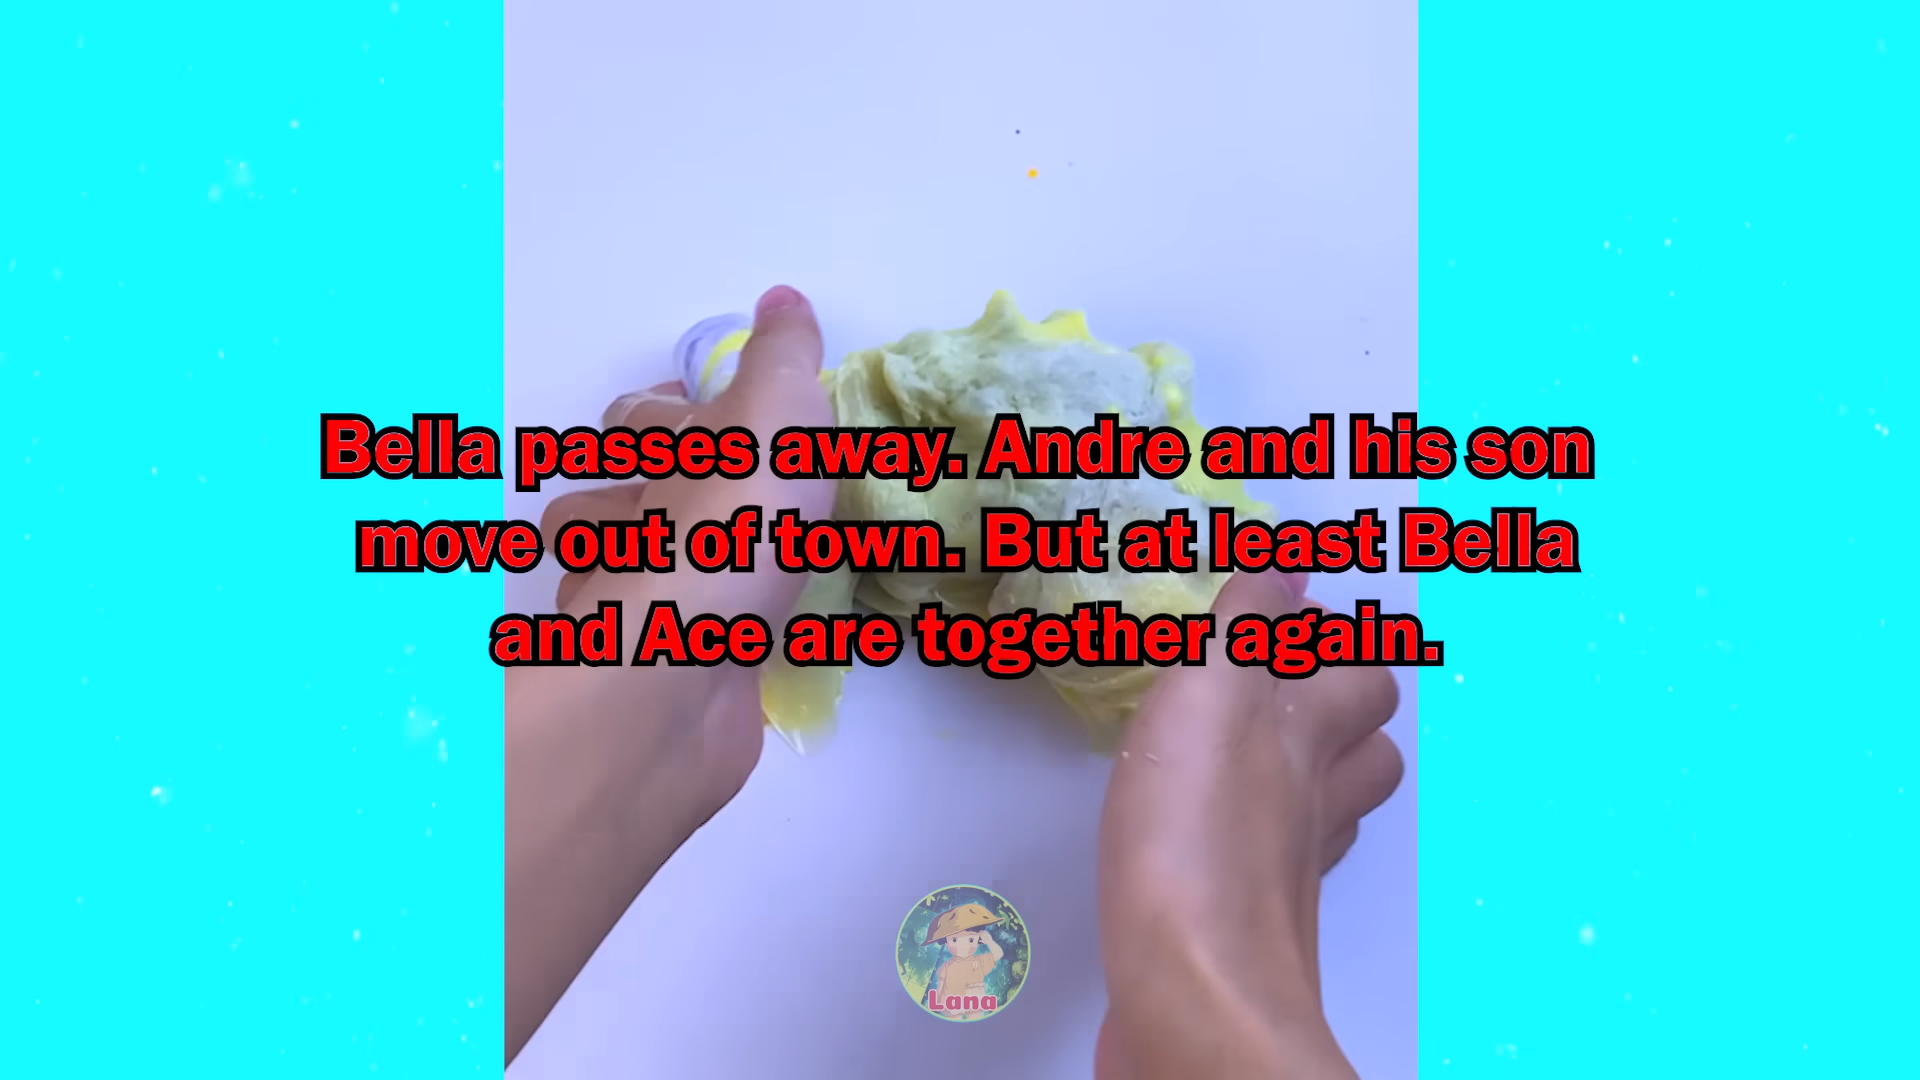 Bella passes away. Andre and his son
move out of town. But at least Bella
and Ace are together again.
Lana